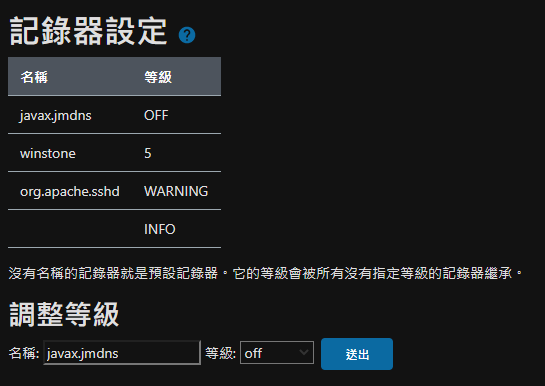 記錄器設定 ?
名稱 等級
javax.jmdns OFF
winstone 5
org.apache.sshd WARNING
INFO
沒有名稱的記錄器就是預設記錄器。它的等級會被所有沒有指定等級的記錄器繼承。
調整等級
名稱: javax.jmdns 等級: off 送出